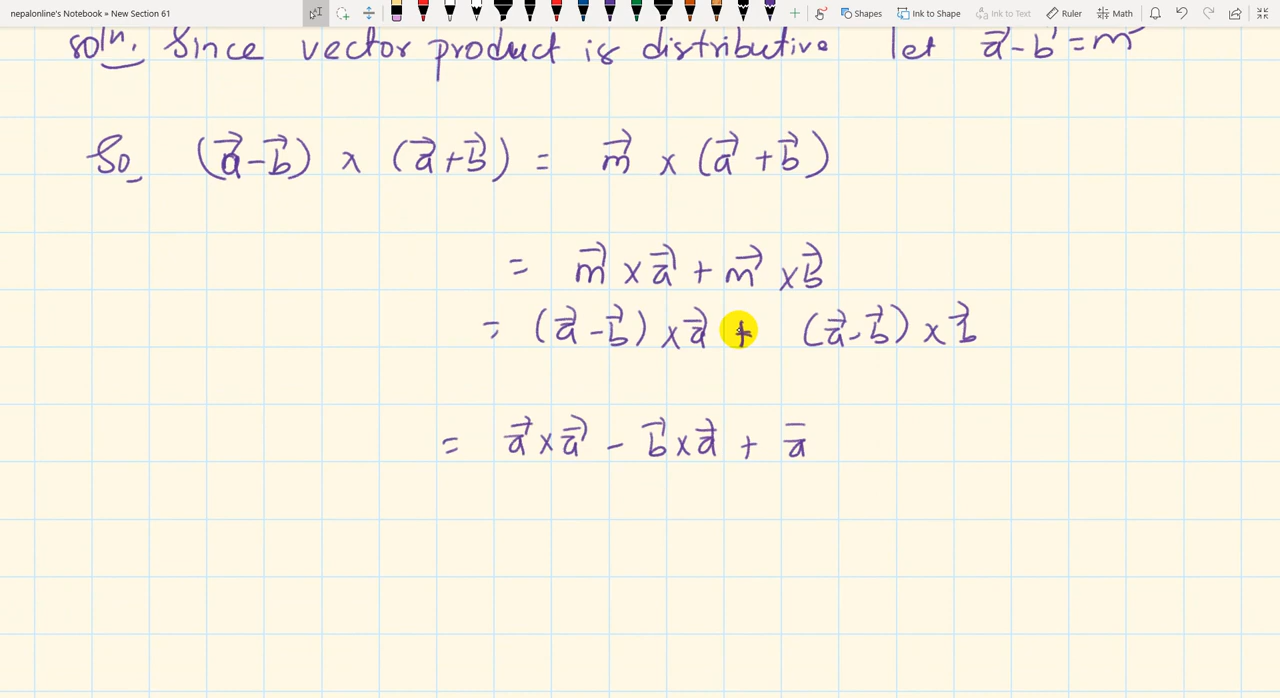 nepalonline's Notebook » New Section 61
Shapes Ink to Shape Ink to Text Ruler Math
soln. Since vector product is distributive let a⃗ - b⃗ = m⃗
So (a⃗ - b⃗) × (a⃗ + b⃗) = m⃗ × (a⃗ + b⃗)
= m⃗ × a⃗ + m⃗ × b⃗
= (a⃗ - b⃗) × a⃗ + (a⃗ - b⃗) × b⃗
= a⃗ × a⃗ - b⃗ × a⃗ + a̅